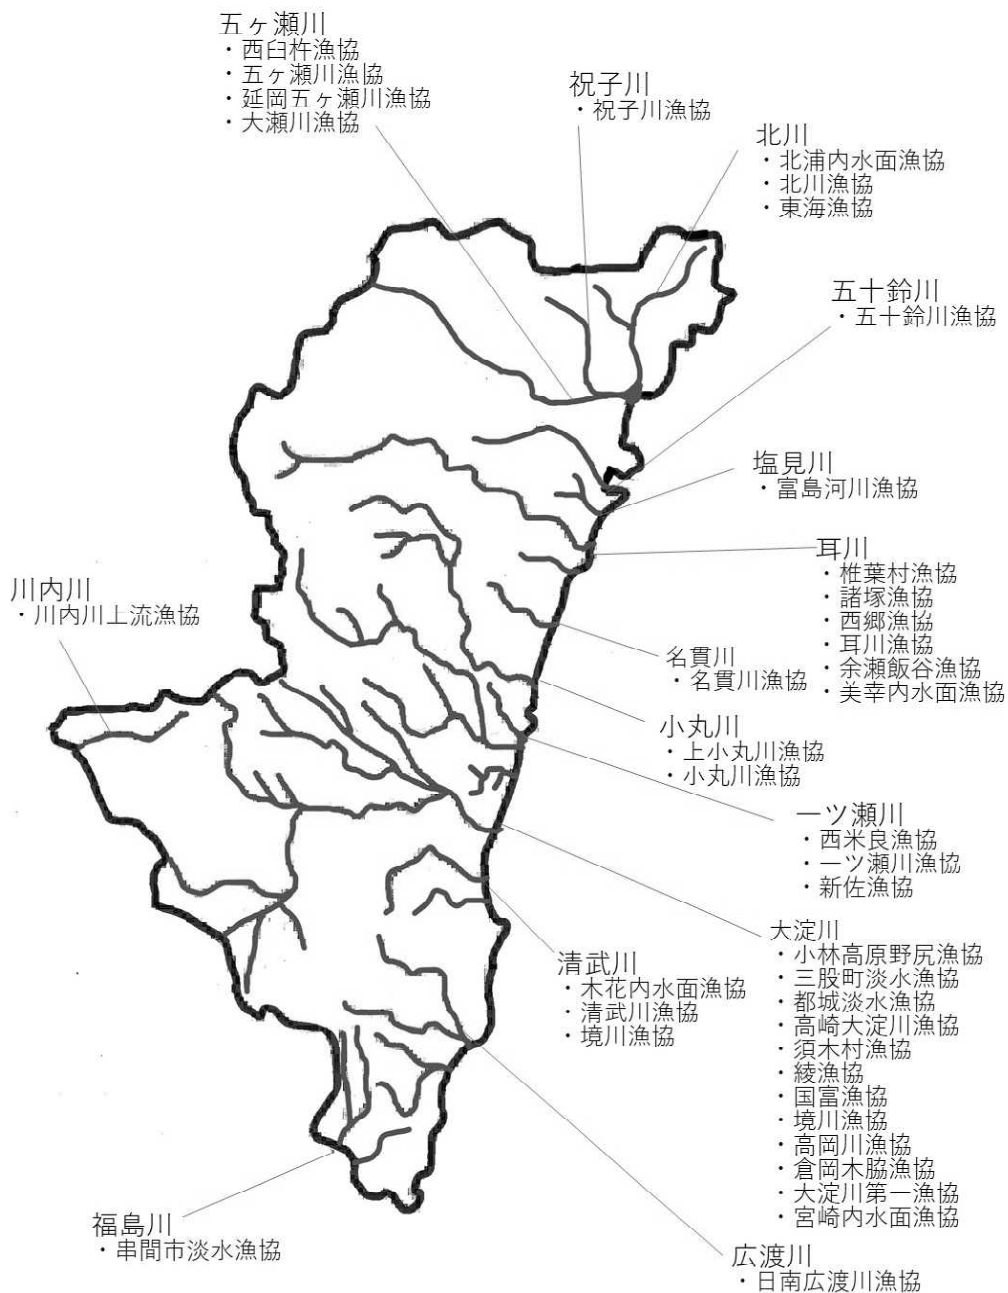 五ヶ瀬川
・西臼杵漁協
・五ヶ瀬川漁協
・延岡五ヶ瀬川漁協
・大瀬川漁協
祝子川
・祝子川漁協
北川
・北浦内水面漁協
・北川漁協
・東海漁協
五十鈴川
・五十鈴川漁協
塩見川
・富島河川漁協
耳川
・椎葉村漁協
・諸塚漁協
・西郷漁協
・耳川漁協
・余瀬飯谷漁協
・美幸内水面漁協
川内川
・川内川上流漁協
名貫川
・名貫川漁協
小丸川
・上小丸川漁協
・小丸川漁協
一ツ瀬川
・西米良漁協
・一ツ瀬川漁協
・新佐漁協
大淀川
・小林高原野尻漁協
・三股町淡水漁協
・都城淡水漁協
・高崎大淀川漁協
・須木村漁協
・綾漁協
・国富漁協
・境川漁協
・高岡川漁協
・倉岡木脇漁協
・大淀川第一漁協
・宮崎内水面漁協
清武川
・木花内水面漁協
・清武川漁協
・境川漁協
福島川
・串間市淡水漁協
広渡川
・日南広渡川漁協